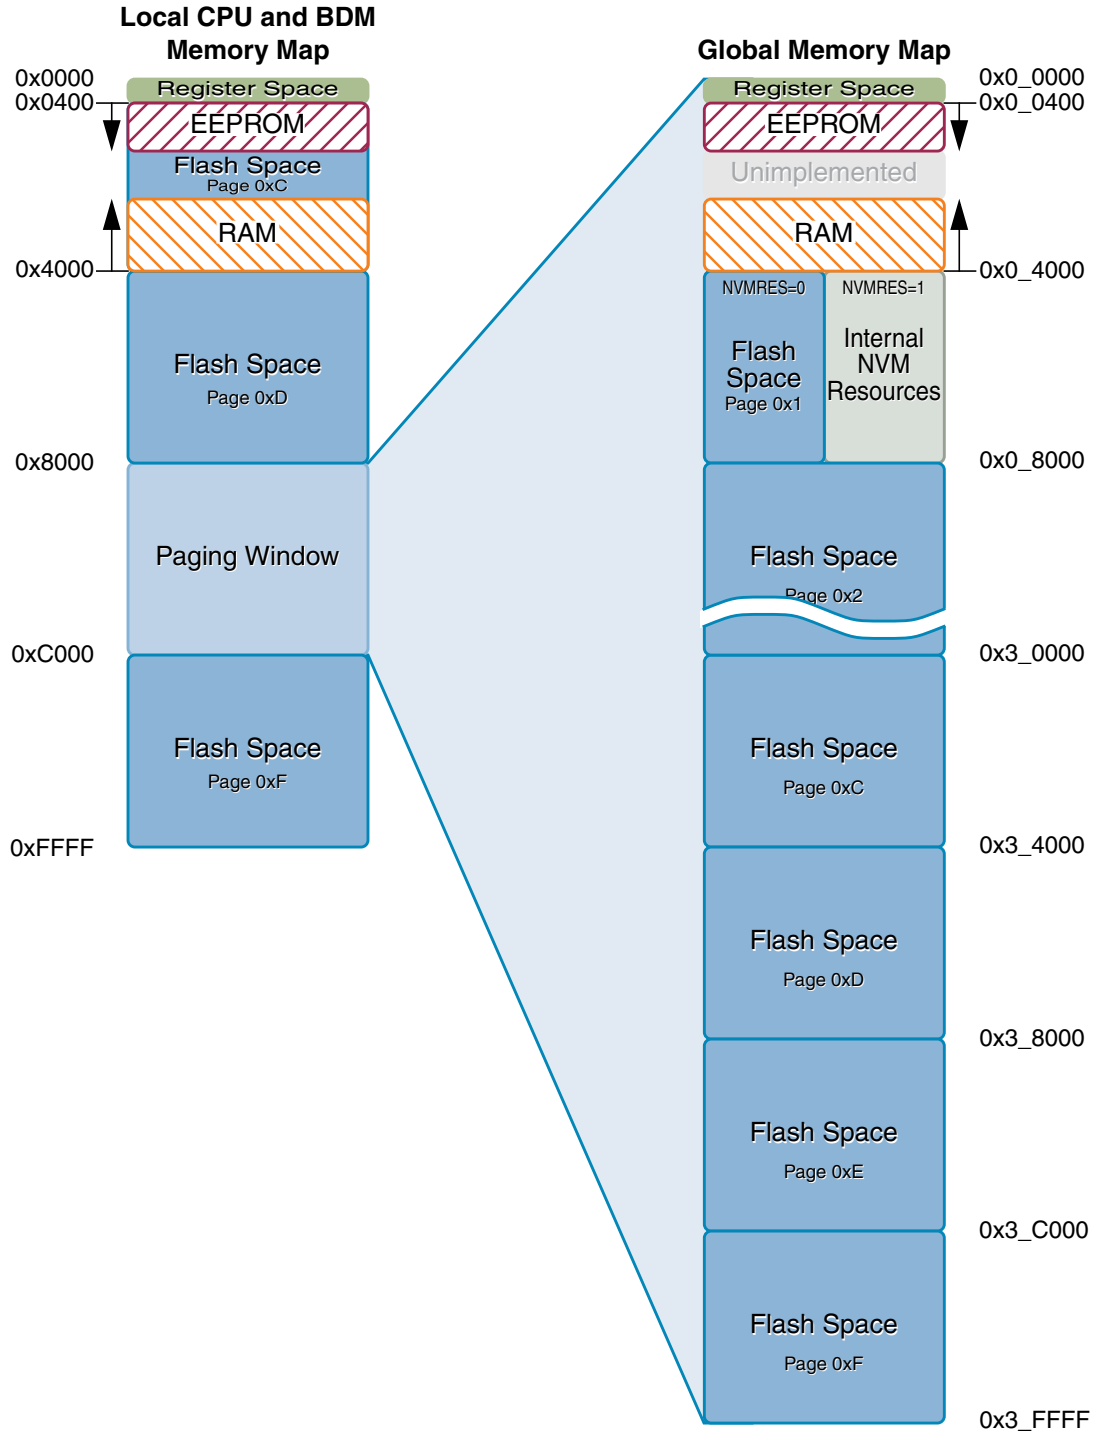 Local CPU and BDM
Memory Map
0x0000
0x0400
0x4000
0x8000
0xC000
0xFFFF
Register Space
EEPROM
Flash Space
Page 0xC
RAM
Flash Space
Page 0xD
Paging Window
Flash Space
Page 0xF
Global Memory Map
Register Space
EEPROM
Unimplemented
RAM
NVMRES=0
Flash
Space
Page 0x1
NVMRES=1
Internal
NVM
Resources
Flash Space
Page 0x2
Flash Space
Page 0xC
Flash Space
Page 0xD
Flash Space
Page 0xE
Flash Space
Page 0xF
0x0_0000
0x0_0400
0x0_4000
0x0_8000
0x3_0000
0x3_4000
0x3_8000
0x3_C000
0x3_FFFF